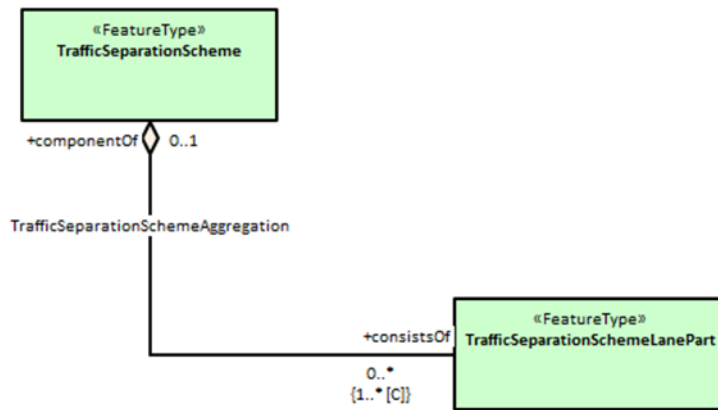 «FeatureType»
TrafficSeparationScheme
+componentOf 0..1
TrafficSeparationSchemeAggregation
«FeatureType»
+consistsOf TrafficSeparationSchemeLanePart
0..*
{1..* [C]}